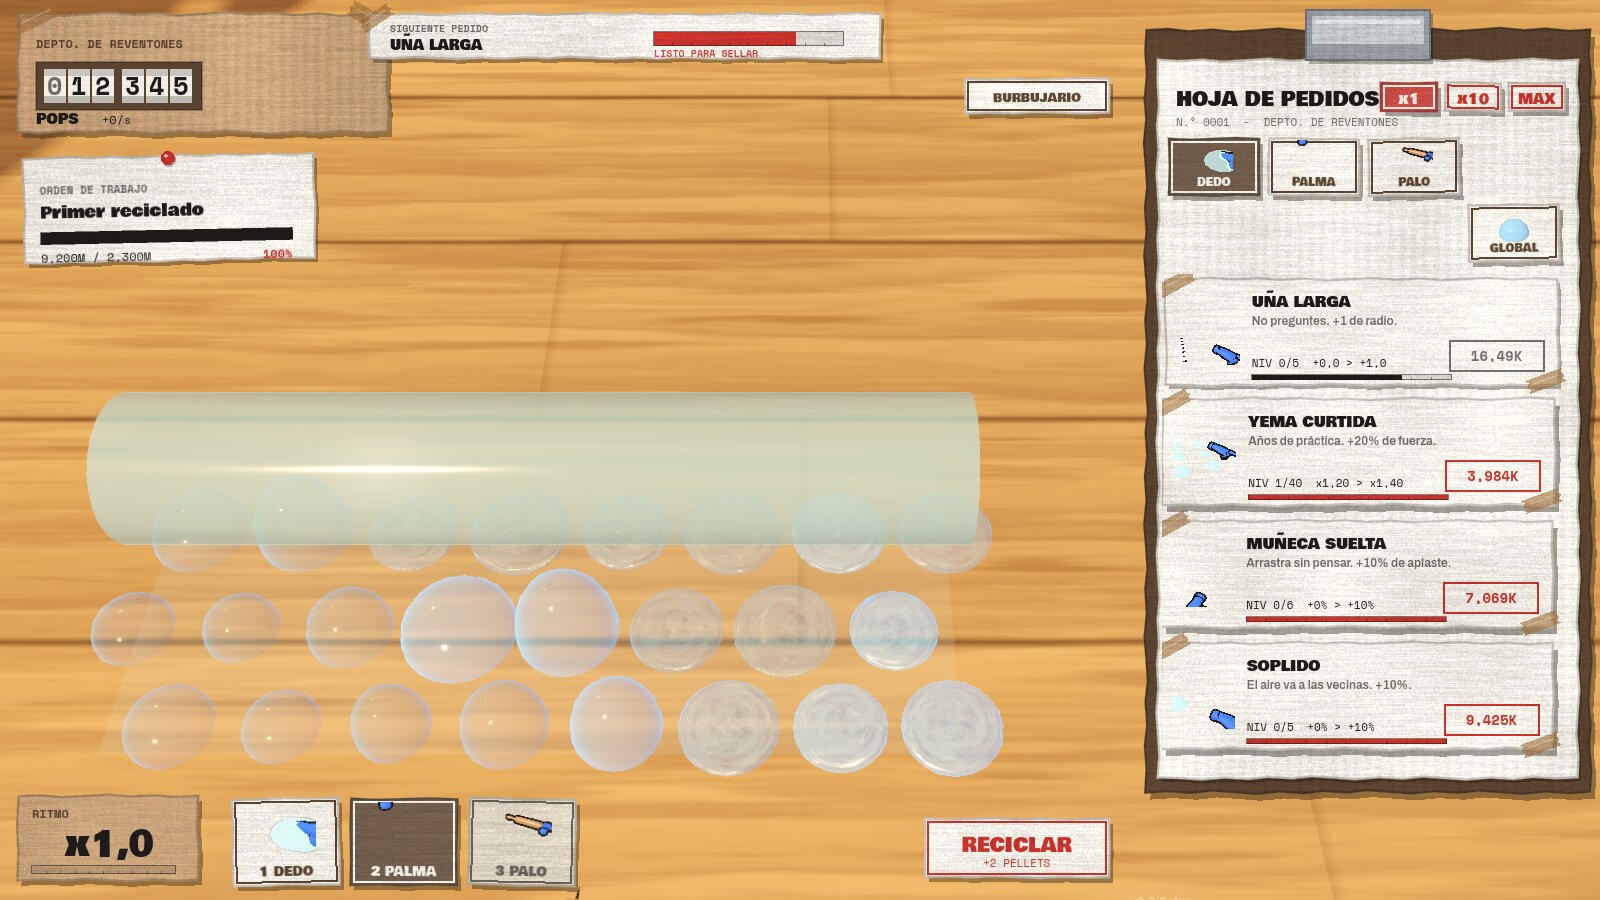 DEPTO. DE REVENTONES
012 345
POPS +0/s
SIGUIENTE PEDIDO
UÑA LARGA
LISTO PARA SELLAR
BURBUJARIO
ORDEN DE TRABAJO
Primer reciclado
9,200M / 2,300M 100%
HOJA DE PEDIDOS x1 x10 MAX
N.° 0001 - DEPTO. DE REVENTONES
DEDO PALMA PALO
GLOBAL
UÑA LARGA
No preguntes. +1 de radio.
NIV 0/5 +0,0 > +1,0
16,49K
YEMA CURTIDA
Años de práctica. +20% de fuerza.
NIV 1/40 x1,20 > x1,40
3,984K
MUÑECA SUELTA
Arrastra sin pensar. +10% de aplaste.
NIV 0/6 +0% > +10%
7,069K
SOPLIDO
El aire va a las vecinas. +10%.
NIV 0/5 +0% > +10%
9,425K
RITMO
x1,0
1 DEDO 2 PALMA 3 PALO
RECICLAR
+2 PELLETS